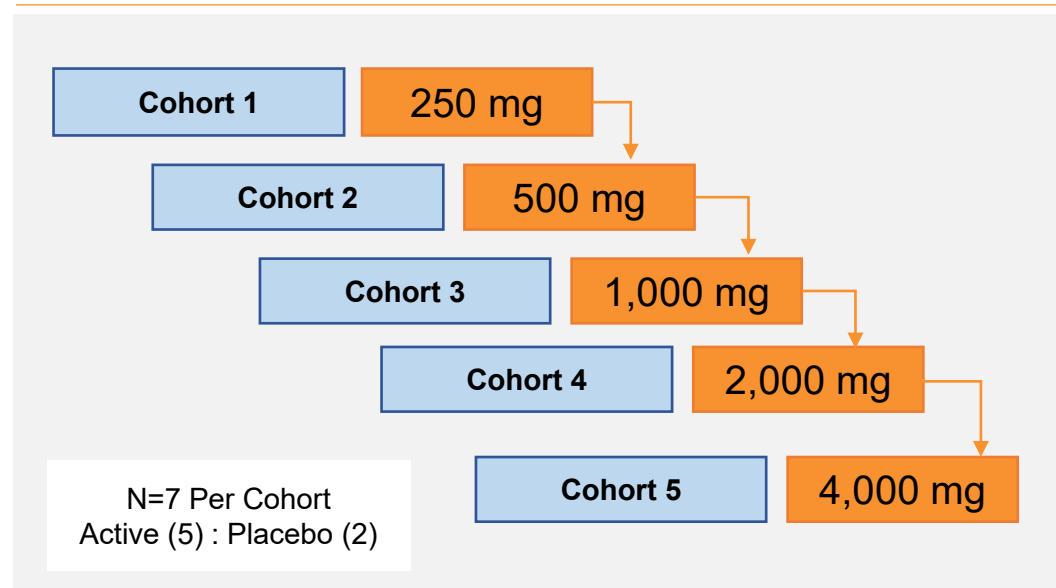 Cohort 1
250 mg
Cohort 2
500 mg
Cohort 3
1,000 mg
Cohort 4
2,000 mg
Cohort 5
4,000 mg
N=7 Per Cohort
Active (5) : Placebo (2)